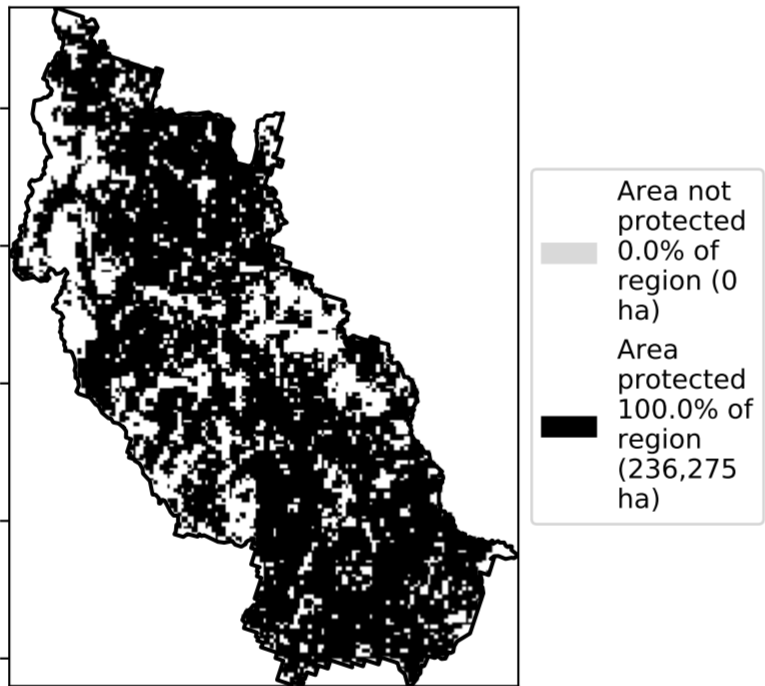 Area not
protected
0.0% of
region (0
ha)
Area
protected
100.0% of
region
(236,275
ha)